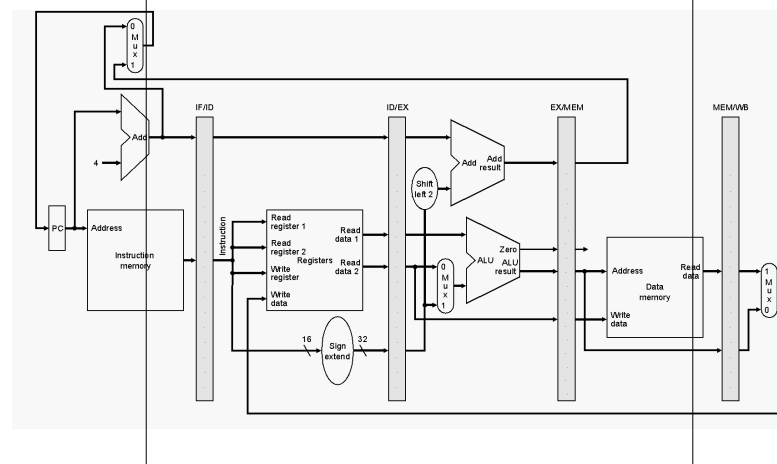 0
M
u
x
1
IF/ID
ID/EX
EX/MEM
MEM/WB
Add
4
Add
Add
result
Shift
left 2
PC
Address
Instruction
memory
Instruction
Read
register 1
Read
register 2
Write
register
Write
data
Registers
Read
data 1
Read
data 2
0
M
u
x
1
Zero
ALU
ALU
result
Address
Write
data
Data
memory
Read
data
1
M
u
x
0
16
Sign
extend
32